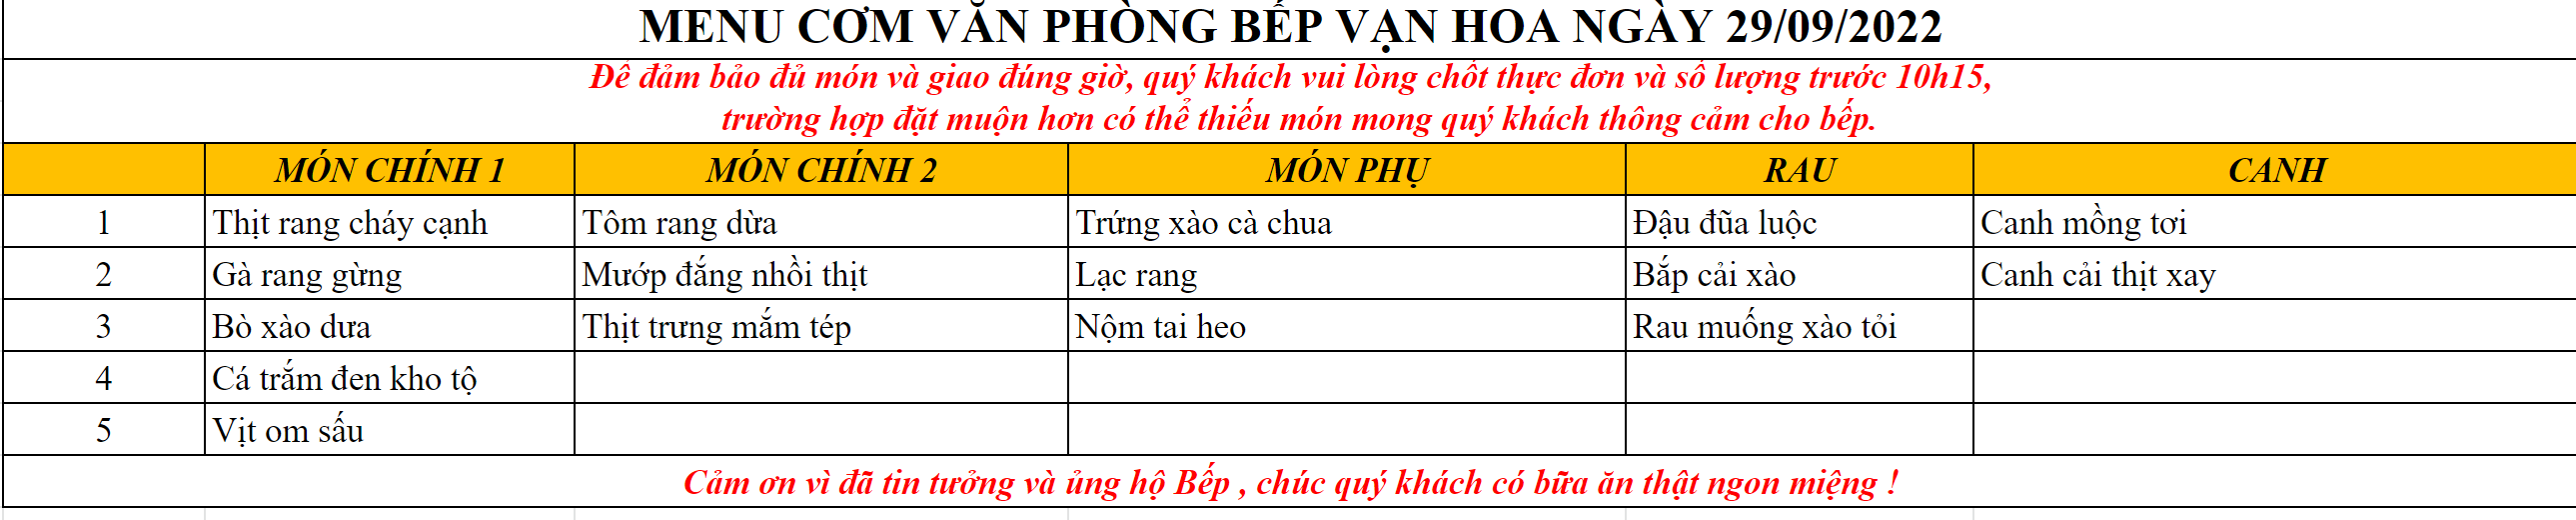 MENU CƠM VĂN PHÒNG BẾP VẠN HOA NGÀY 29/09/2022
Để đảm bảo đủ món và giao đúng giờ, quý khách vui lòng chốt thực đơn và số lượng trước 10h15,
trường hợp đặt muộn hơn có thể thiếu món mong quý khách thông cảm cho bếp.
MÓN CHÍNH 1 MÓN CHÍNH 2 MÓN PHỤ RAU CANH
1 Thịt rang cháy cạnh Tôm rang dừa Trứng xào cà chua Đậu đũa luộc Canh mồng tơi
2 Gà rang gừng Mướp đắng nhồi thịt Lạc rang Bắp cải xào Canh cải thịt xay
3 Bò xào dưa Thịt trưng mắm tép Nộm tai heo Rau muống xào tỏi
4 Cá trắm đen kho tộ
5 Vịt om sấu
Cảm ơn vì đã tin tưởng và ủng hộ Bếp , chúc quý khách có bữa ăn thật ngon miệng !